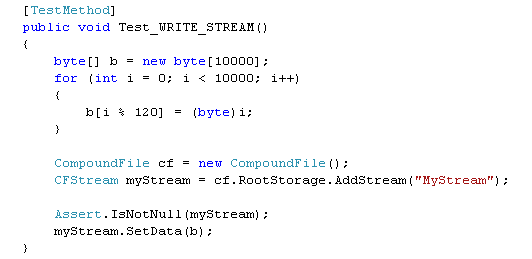 [TestMethod]
public void Test_WRITE_STREAM()
{
    byte[] b = new byte[10000];
    for (int i = 0; i < 10000; i++)
    {
        b[i % 120] = (byte)i;
    }

    CompoundFile cf = new CompoundFile();
    CFStream myStream = cf.RootStorage.AddStream("MyStream");

    Assert.IsNotNull(myStream);
    myStream.SetData(b);
}